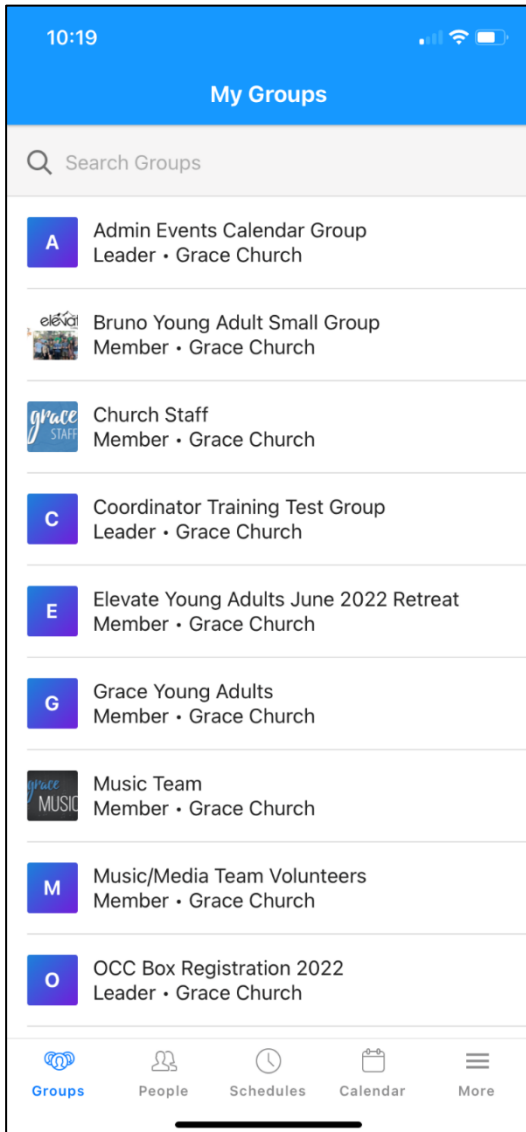 10:19
My Groups
Search Groups
A
Admin Events Calendar Group
Leader • Grace Church
elevat
Bruno Young Adult Small Group
Member • Grace Church
grace
STAFF
Church Staff
Member • Grace Church
C
Coordinator Training Test Group
Leader • Grace Church
E
Elevate Young Adults June 2022 Retreat
Member • Grace Church
G
Grace Young Adults
Member • Grace Church
grace
MUSIC
Music Team
Member • Grace Church
M
Music/Media Team Volunteers
Member • Grace Church
O
OCC Box Registration 2022
Leader • Grace Church
Groups
People
Schedules
Calendar
More